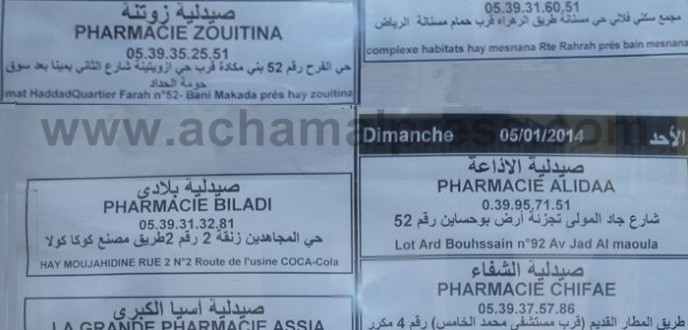 صيدلية زوتنة
PHARMACIE ZOUITINA
05.39.35.25.51
حي الفرح رقم 52 بني مكادة قرب حي ازويتينة شارع الثاني يمينا بعد سوق
حومة الحداد
mat HaddadQuartier Farah n°52- Bani Makada prés hay zouitina
05.39.31.60.51
مجمع سكني فلاني حي مسنانة طريق الرهراه قرب حمام مسنانة الرياض
complexe habitats hay mesnana Rte Rahrah prés bain mesnana
www.achamalpress.com
صيدلية بلادي
PHARMACIE BILADI
05.39.31.32.81
حي المجاهدين زنقة 2 رقم 2طريق مصنع كوكا كولا
HAY MOUJAHIDINE RUE 2 N°2 Route de l'usine COCA-Cola
صيدلية آسيا الكبرى
LA GRANDE PHARMACIE ASSIA
Dimanche 05/01/2014 الأحد
صيدلية الاذاعة
PHARMACIE ALIDAA
0.39.95.71.51
شارع جاد المولى تجزئة أرض بوحساين رقم 52
Lot Ard Bouhssain n°92 Av Jad Al maoula
صيدلية الشفاء
PHARMACIE CHIFAE
05.39.37.57.86
طريق المطار القديم (قرب مستشفى محمد الخامس) رقم 4 مكرر